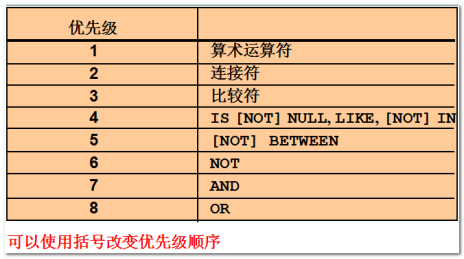 优先级
1 算术运算符
2 连接符
3 比较符
4 IS [NOT] NULL, LIKE, [NOT] IN
5 [NOT] BETWEEN
6 NOT
7 AND
8 OR
可以使用括号改变优先级顺序